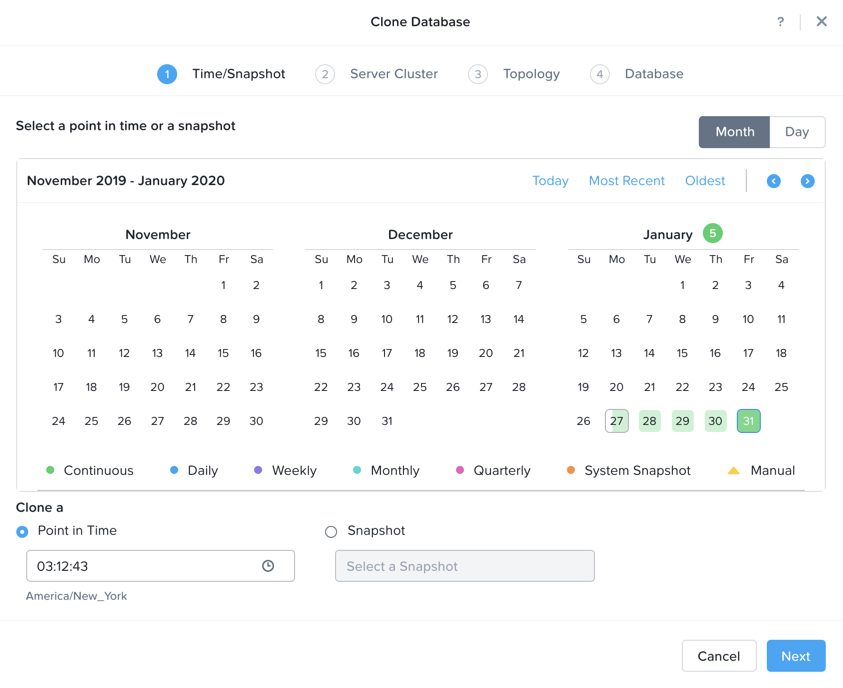 Clone Database
?
1 Time/Snapshot 2 Server Cluster 3 Topology 4 Database
Select a point in time or a snapshot
Month Day
November 2019 - January 2020
Today Most Recent Oldest
November
Su Mo Tu We Th Fr Sa
1 2
3 4 5 6 7 8 9
10 11 12 13 14 15 16
17 18 19 20 21 22 23
24 25 26 27 28 29 30
December
Su Mo Tu We Th Fr Sa
1 2 3 4 5 6 7
8 9 10 11 12 13 14
15 16 17 18 19 20 21
22 23 24 25 26 27 28
29 30 31
January 5
Su Mo Tu We Th Fr Sa
1 2 3 4
5 6 7 8 9 10 11
12 13 14 15 16 17 18
19 20 21 22 23 24 25
26 27 28 29 30 31
Continuous Daily Weekly Monthly Quarterly System Snapshot Manual
Clone a
Point in Time
03:12:43
America/New_York
Snapshot
Select a Snapshot
Cancel Next